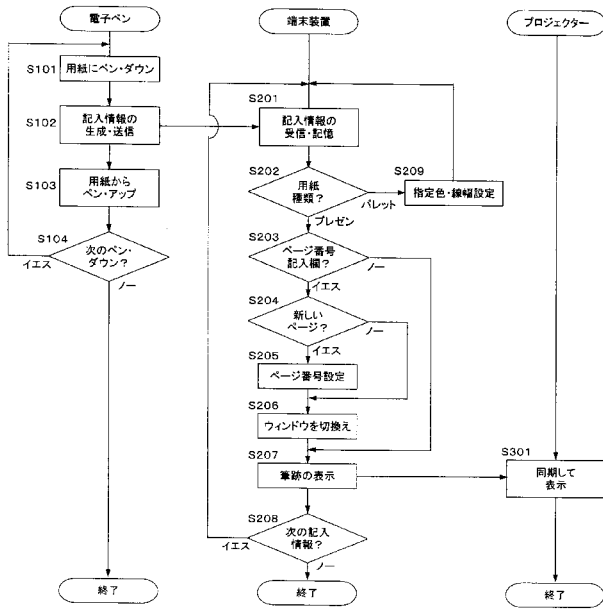 電子ペン
S101
用紙にペン・ダウン
S102
記入情報の
生成・送信
S103
用紙から
ペン・アップ
S104
次のペン・
ダウン?
イエス
ノー
終了
端末装置
S201
記入情報の
受信・記憶
S202
用紙
種類?
パレット
プレゼン
S209
指定色・線幅設定
S203
ページ番号
記入欄?
ノー
イエス
S204
新しい
ページ?
ノー
イエス
S205
ページ番号設定
S206
ウィンドウを切換え
S207
筆跡の表示
S208
次の記入
情報?
イエス
ノー
終了
プロジェクター
S301
同期して
表示
終了